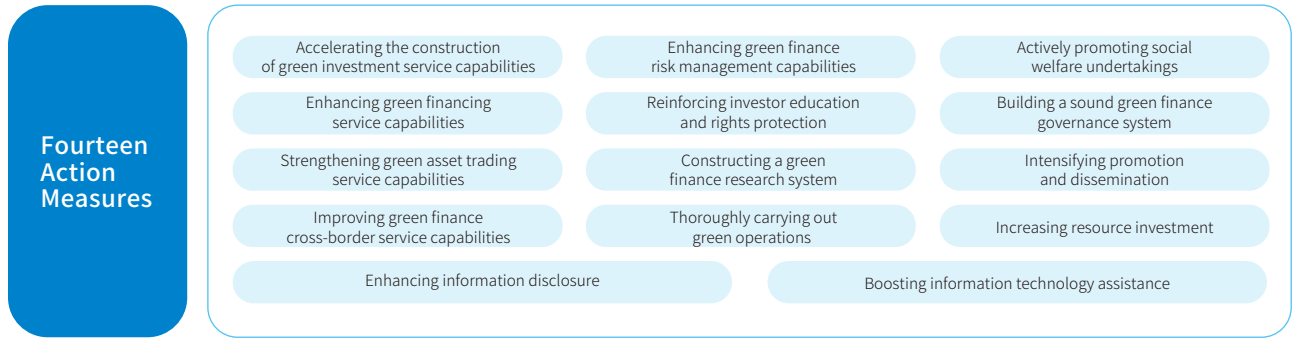 Fourteen
Action
Measures
Accelerating the construction
of green investment service capabilities
Enhancing green finance
risk management capabilities
Actively promoting social
welfare undertakings
Enhancing green financing
service capabilities
Reinforcing investor education
and rights protection
Building a sound green finance
governance system
Strengthening green asset trading
service capabilities
Constructing a green
finance research system
Intensifying promotion
and dissemination
Improving green finance
cross-border service capabilities
Thoroughly carrying out
green operations
Increasing resource investment
Enhancing information disclosure
Boosting information technology assistance